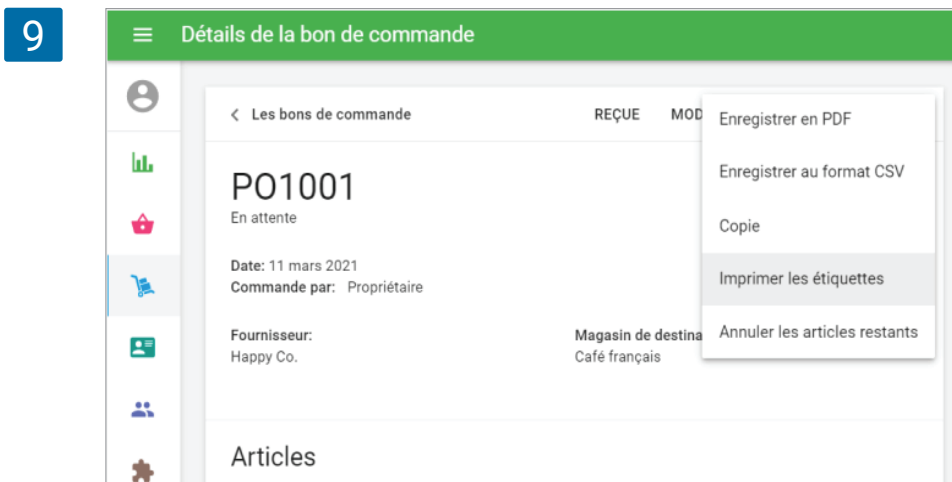 9
Détails de la bon de commande
Les bons de commande
REÇUE
MOD
Enregistrer en PDF
Enregistrer au format CSV
Copie
Imprimer les étiquettes
Annuler les articles restants
PO1001
En attente
Date: 11 mars 2021
Commande par: Propriétaire
Fournisseur:
Happy Co.
Magasin de destina
Café français
Articles